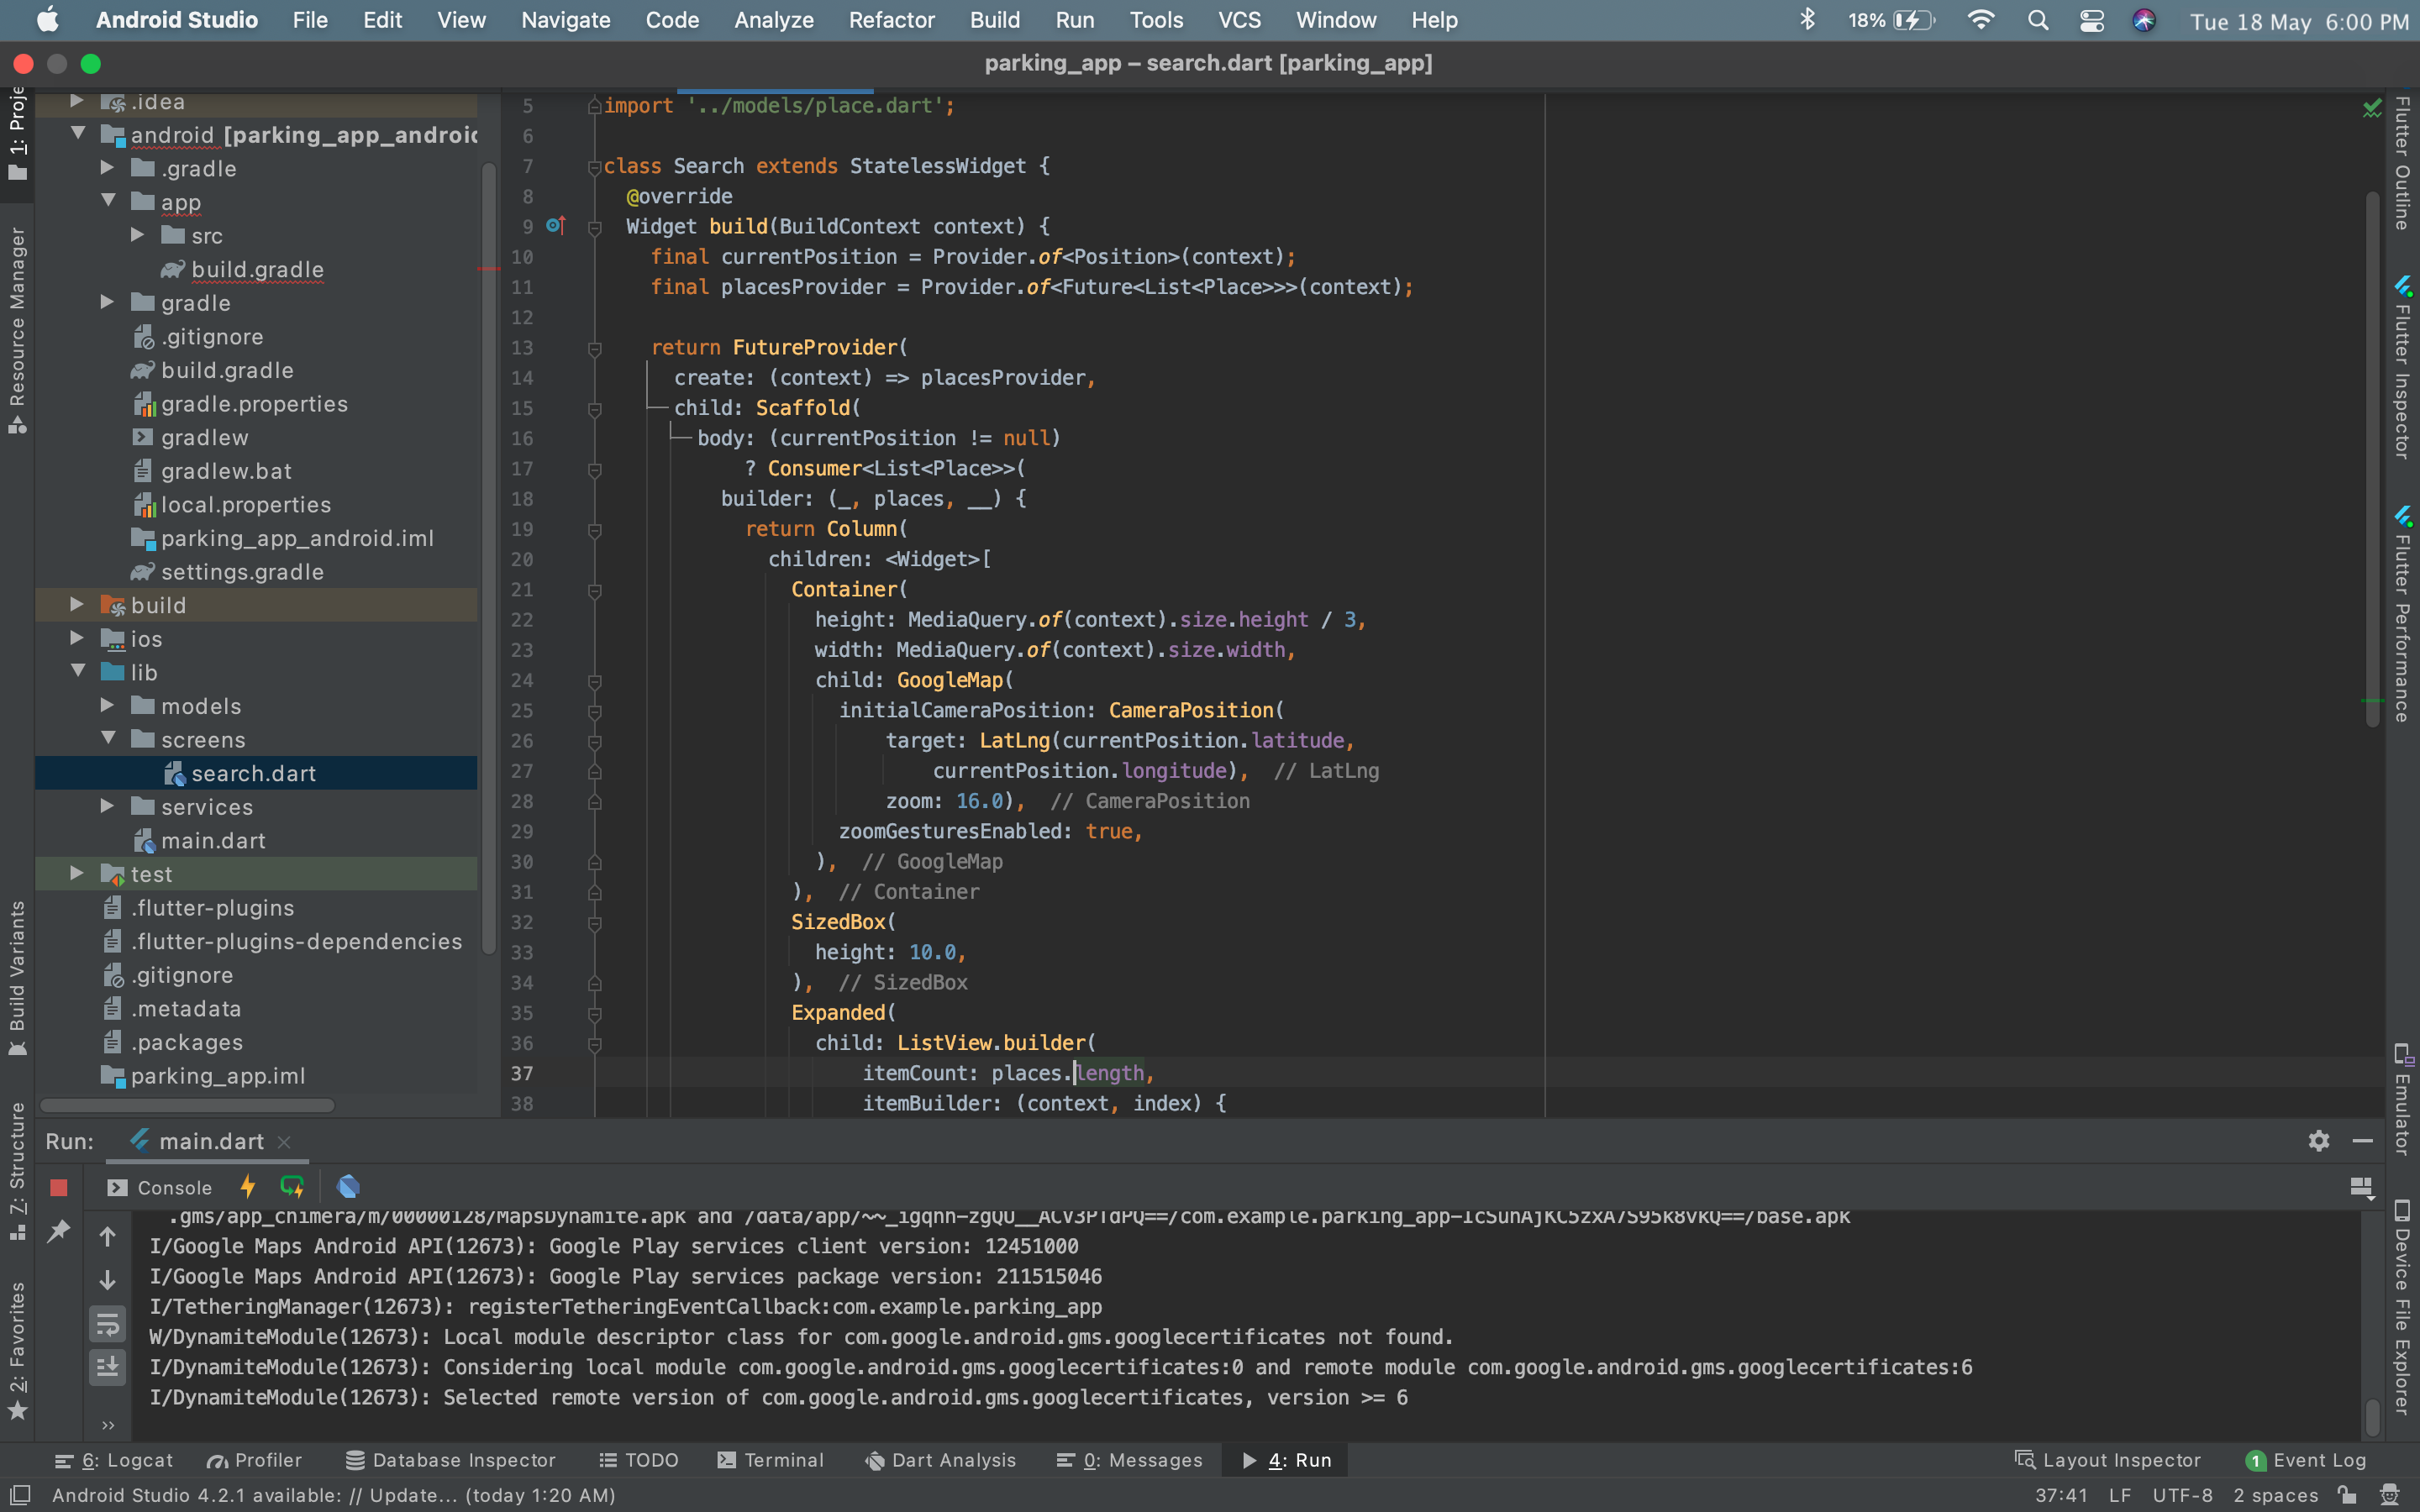 Android Studio File Edit View Navigate Code Analyze Refactor Build Run Tools VCS Window Help 18% Tue 18 May 6:00 PM
parking_app – search.dart [parking_app]
1: Proje
Resource Manager
Build Variants
7: Structure
2: Favorites
.idea
android [parking_app_android
.gradle
app
src
build.gradle
gradle
.gitignore
build.gradle
gradle.properties
gradlew
gradlew.bat
local.properties
parking_app_android.iml
settings.gradle
build
ios
lib
models
screens
search.dart
services
main.dart
test
.flutter-plugins
.flutter-plugins-dependencies
.gitignore
.metadata
.packages
parking_app.iml
5 import '../models/place.dart';
6
7 class Search extends StatelessWidget {
8 @override
9 Widget build(BuildContext context) {
10 final currentPosition = Provider.of<Position>(context);
11 final placesProvider = Provider.of<Future<List<Place>>>(context);
12
13 return FutureProvider(
14 create: (context) => placesProvider,
15 child: Scaffold(
16 body: (currentPosition != null)
17 ? Consumer<List<Place>>(
18 builder: (_, places, __) {
19 return Column(
20 children: <Widget>[
21 Container(
22 height: MediaQuery.of(context).size.height / 3,
23 width: MediaQuery.of(context).size.width,
24 child: GoogleMap(
25 initialCameraPosition: CameraPosition(
26 target: LatLng(currentPosition.latitude,
27 currentPosition.longitude), // LatLng
28 zoom: 16.0), // CameraPosition
29 zoomGesturesEnabled: true,
30 ), // GoogleMap
31 ), // Container
32 SizedBox(
33 height: 10.0,
34 ), // SizedBox
35 Expanded(
36 child: ListView.builder(
37 itemCount: places.length,
38 itemBuilder: (context, index) {
Flutter Outline
Flutter Inspector
Flutter Performance
Emulator
Device File Explorer
Run: main.dart
Console
.gms/app_chimera/m/00000128/MapsDynamite.apk and /data/app/~~_igqhh-zgQU__ACV3PTdPQ==/com.example.parking_app-IcSuhAjKC5zxA7S95k8vkQ==/base.apk
I/Google Maps Android API(12673): Google Play services client version: 12451000
I/Google Maps Android API(12673): Google Play services package version: 211515046
I/TetheringManager(12673): registerTetheringEventCallback:com.example.parking_app
W/DynamiteModule(12673): Local module descriptor class for com.google.android.gms.googlecertificates not found.
I/DynamiteModule(12673): Considering local module com.google.android.gms.googlecertificates:0 and remote module com.google.android.gms.googlecertificates:6
I/DynamiteModule(12673): Selected remote version of com.google.android.gms.googlecertificates, version >= 6
6: Logcat Profiler Database Inspector TODO Terminal Dart Analysis 0: Messages 4: Run Layout Inspector 1 Event Log
Android Studio 4.2.1 available: // Update... (today 1:20 AM) 37:41 LF UTF-8 2 spaces